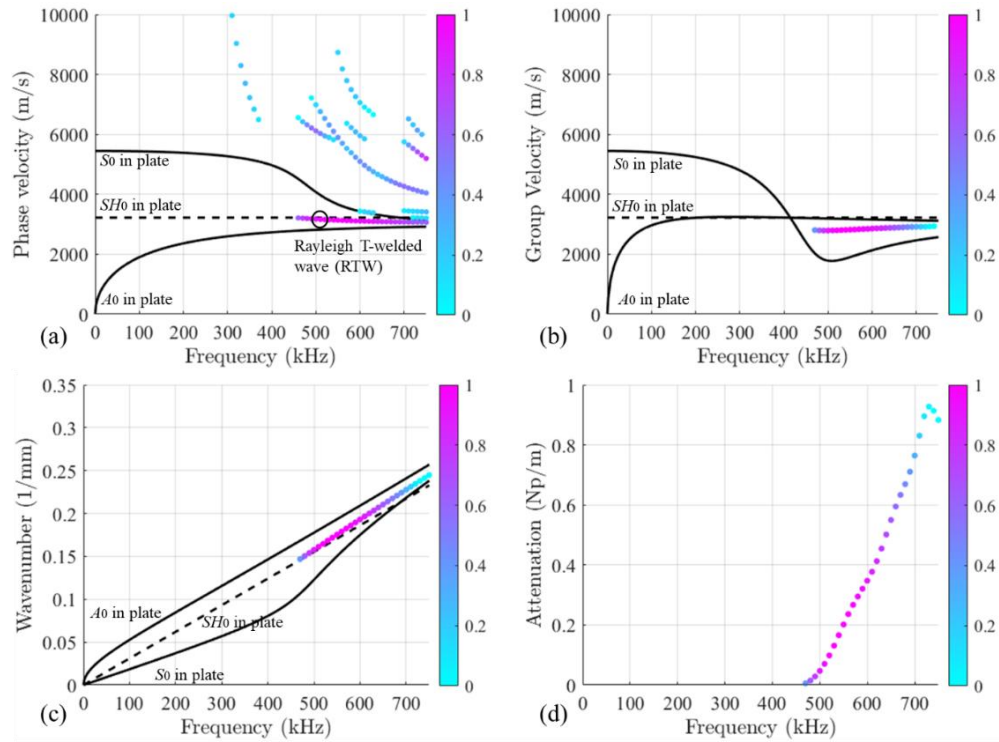 10000
8000
6000
4000
2000
0
Phase velocity (m/s)
S0 in plate
SH0 in plate
A0 in plate
Rayleigh T-welded
wave (RTW)
0 100 200 300 400 500 600 700
Frequency (kHz)
(a)
1
0.8
0.6
0.4
0.2
0
10000
8000
6000
4000
2000
0
Group Velocity (m/s)
S0 in plate
SH0 in plate
A0 in plate
0 100 200 300 400 500 600 700
Frequency (kHz)
(b)
1
0.8
0.6
0.4
0.2
0
0.35
0.3
0.25
0.2
0.15
0.1
0.05
0
Wavenumber (1/mm)
A0 in plate
SH0 in plate
S0 in plate
0 100 200 300 400 500 600 700
Frequency (kHz)
(c)
1
0.8
0.6
0.4
0.2
0
1
0.8
0.6
0.4
0.2
0
Attenuation (Np/m)
0 100 200 300 400 500 600 700
Frequency (kHz)
(d)
1
0.8
0.6
0.4
0.2
0